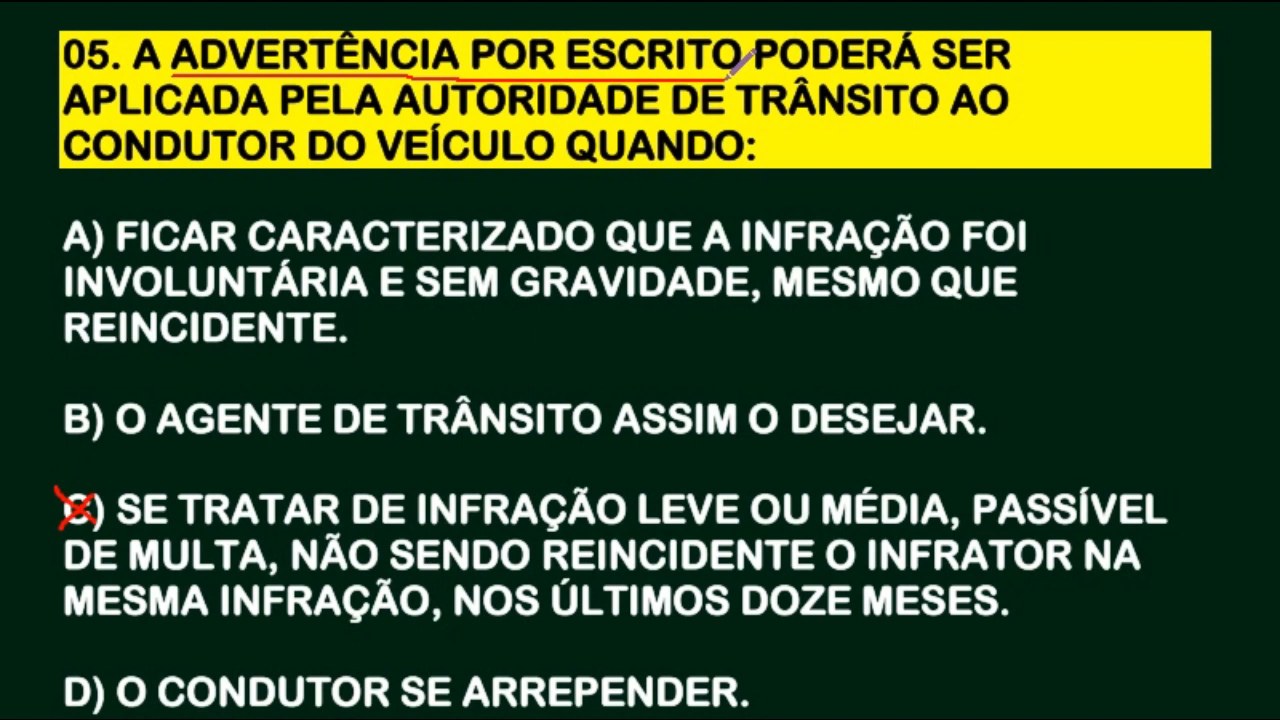 05. A ADVERTÊNCIA POR ESCRITO PODERÁ SER
APLICADA PELA AUTORIDADE DE TRÂNSITO AO
CONDUTOR DO VEÍCULO QUANDO:
A) FICAR CARACTERIZADO QUE A INFRAÇÃO FOI
INVOLUNTÁRIA E SEM GRAVIDADE, MESMO QUE
REINCIDENTE.
B) O AGENTE DE TRÂNSITO ASSIM O DESEJAR.
C) SE TRATAR DE INFRAÇÃO LEVE OU MÉDIA, PASSÍVEL
DE MULTA, NÃO SENDO REINCIDENTE O INFRATOR NA
MESMA INFRAÇÃO, NOS ÚLTIMOS DOZE MESES.
D) O CONDUTOR SE ARREPENDER.